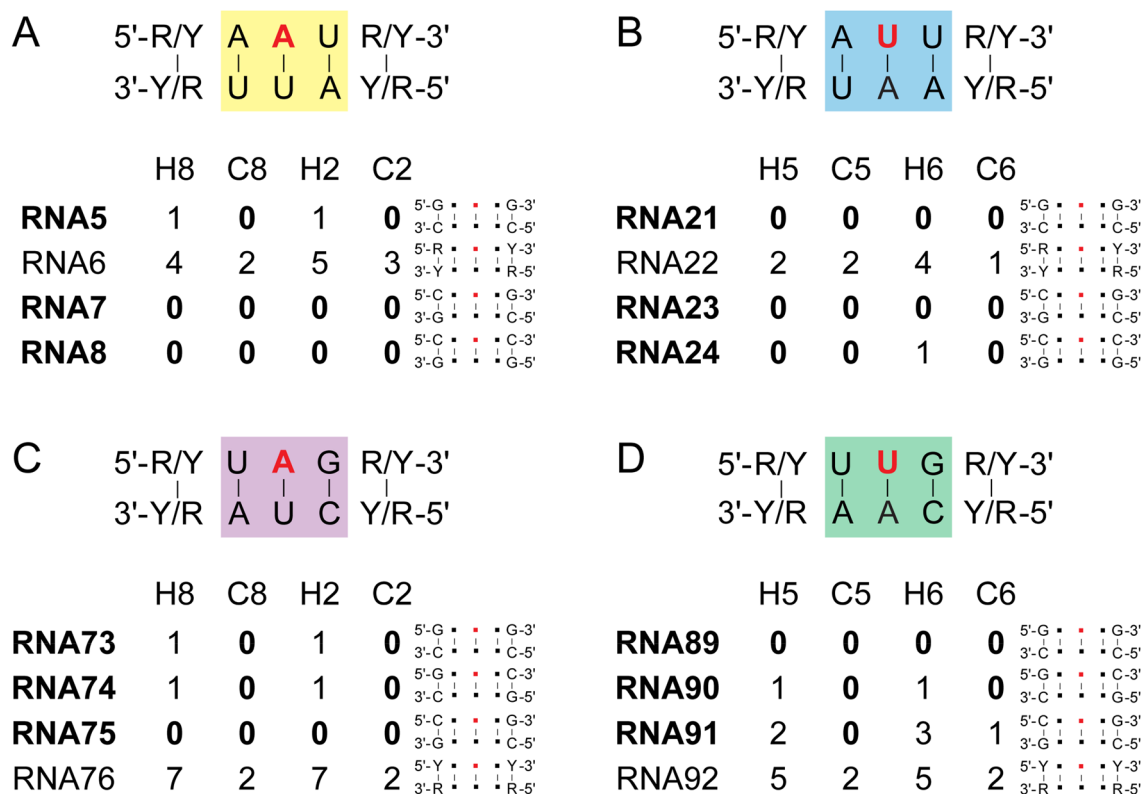 A
5'-R/Y A A U R/Y-3'
3'-Y/R U U A Y/R-5'
H8 C8 H2 C2
RNA5 1 0 1 0
5'-G G-3'
3'-C C-5'
RNA6 4 2 5 3
5'-R Y-3'
3'-Y R-5'
RNA7 0 0 0 0
5'-C G-3'
3'-G C-5'
RNA8 0 0 0 0
5'-C C-3'
3'-G G-5'
B
5'-R/Y A U U R/Y-3'
3'-Y/R U A A Y/R-5'
H5 C5 H6 C6
RNA21 0 0 0 0
5'-G G-3'
3'-C C-5'
RNA22 2 2 4 1
5'-R Y-3'
3'-Y R-5'
RNA23 0 0 0 0
5'-C G-3'
3'-G C-5'
RNA24 0 0 1 0
5'-C C-3'
3'-G G-5'
C
5'-R/Y U A G R/Y-3'
3'-Y/R A U C Y/R-5'
H8 C8 H2 C2
RNA73 1 0 1 0
5'-G G-3'
3'-C C-5'
RNA74 1 0 1 0
5'-G C-3'
3'-C G-5'
RNA75 0 0 0 0
5'-C G-3'
3'-G C-5'
RNA76 7 2 7 2
5'-Y Y-3'
3'-R R-5'
D
5'-R/Y U U G R/Y-3'
3'-Y/R A A C Y/R-5'
H5 C5 H6 C6
RNA89 0 0 0 0
5'-G G-3'
3'-C C-5'
RNA90 1 0 1 0
5'-G C-3'
3'-C G-5'
RNA91 2 0 3 1
5'-C G-3'
3'-G C-5'
RNA92 5 2 5 2
5'-Y Y-3'
3'-R R-5'